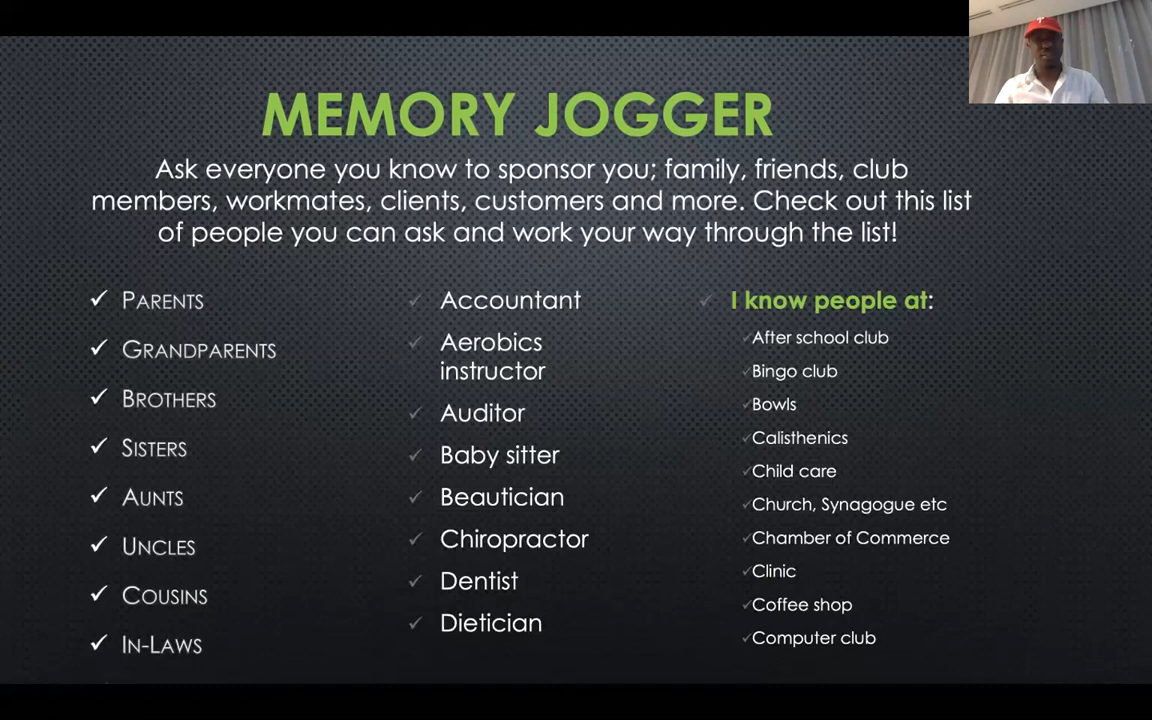 MEMORY JOGGER
Ask everyone you know to sponsor you; family, friends, club
members, workmates, clients, customers and more. Check out this list
of people you can ask and work your way through the list!
PARENTS
GRANDPARENTS
BROTHERS
SISTERS
AUNTS
UNCLES
COUSINS
IN-LAWS
Accountant
Aerobics
instructor
Auditor
Baby sitter
Beautician
Chiropractor
Dentist
Dietician
I know people at:
After school club
Bingo club
Bowls
Calisthenics
Child care
Church, Synagogue etc
Chamber of Commerce
Clinic
Coffee shop
Computer club